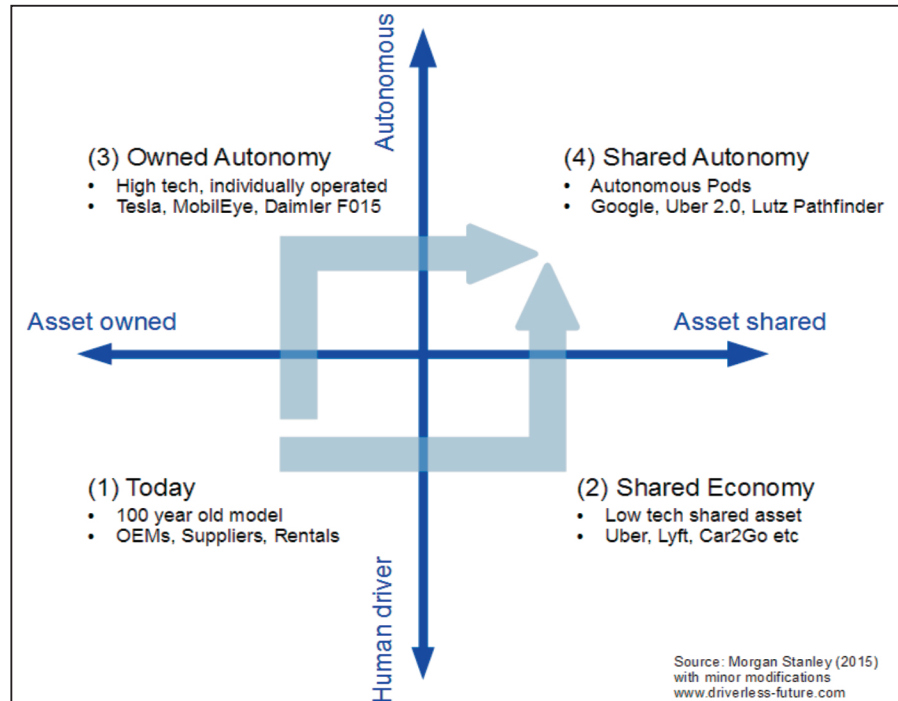 Autonomous
(3) Owned Autonomy
• High tech, individually operated
• Tesla, MobilEye, Daimler F015
(4) Shared Autonomy
• Autonomous Pods
• Google, Uber 2.0, Lutz Pathfinder
Asset owned
Asset shared
(1) Today
• 100 year old model
• OEMs, Suppliers, Rentals
(2) Shared Economy
• Low tech shared asset
• Uber, Lyft, Car2Go etc
Human driver
Source: Morgan Stanley (2015)
with minor modifications
www.driverless-future.com